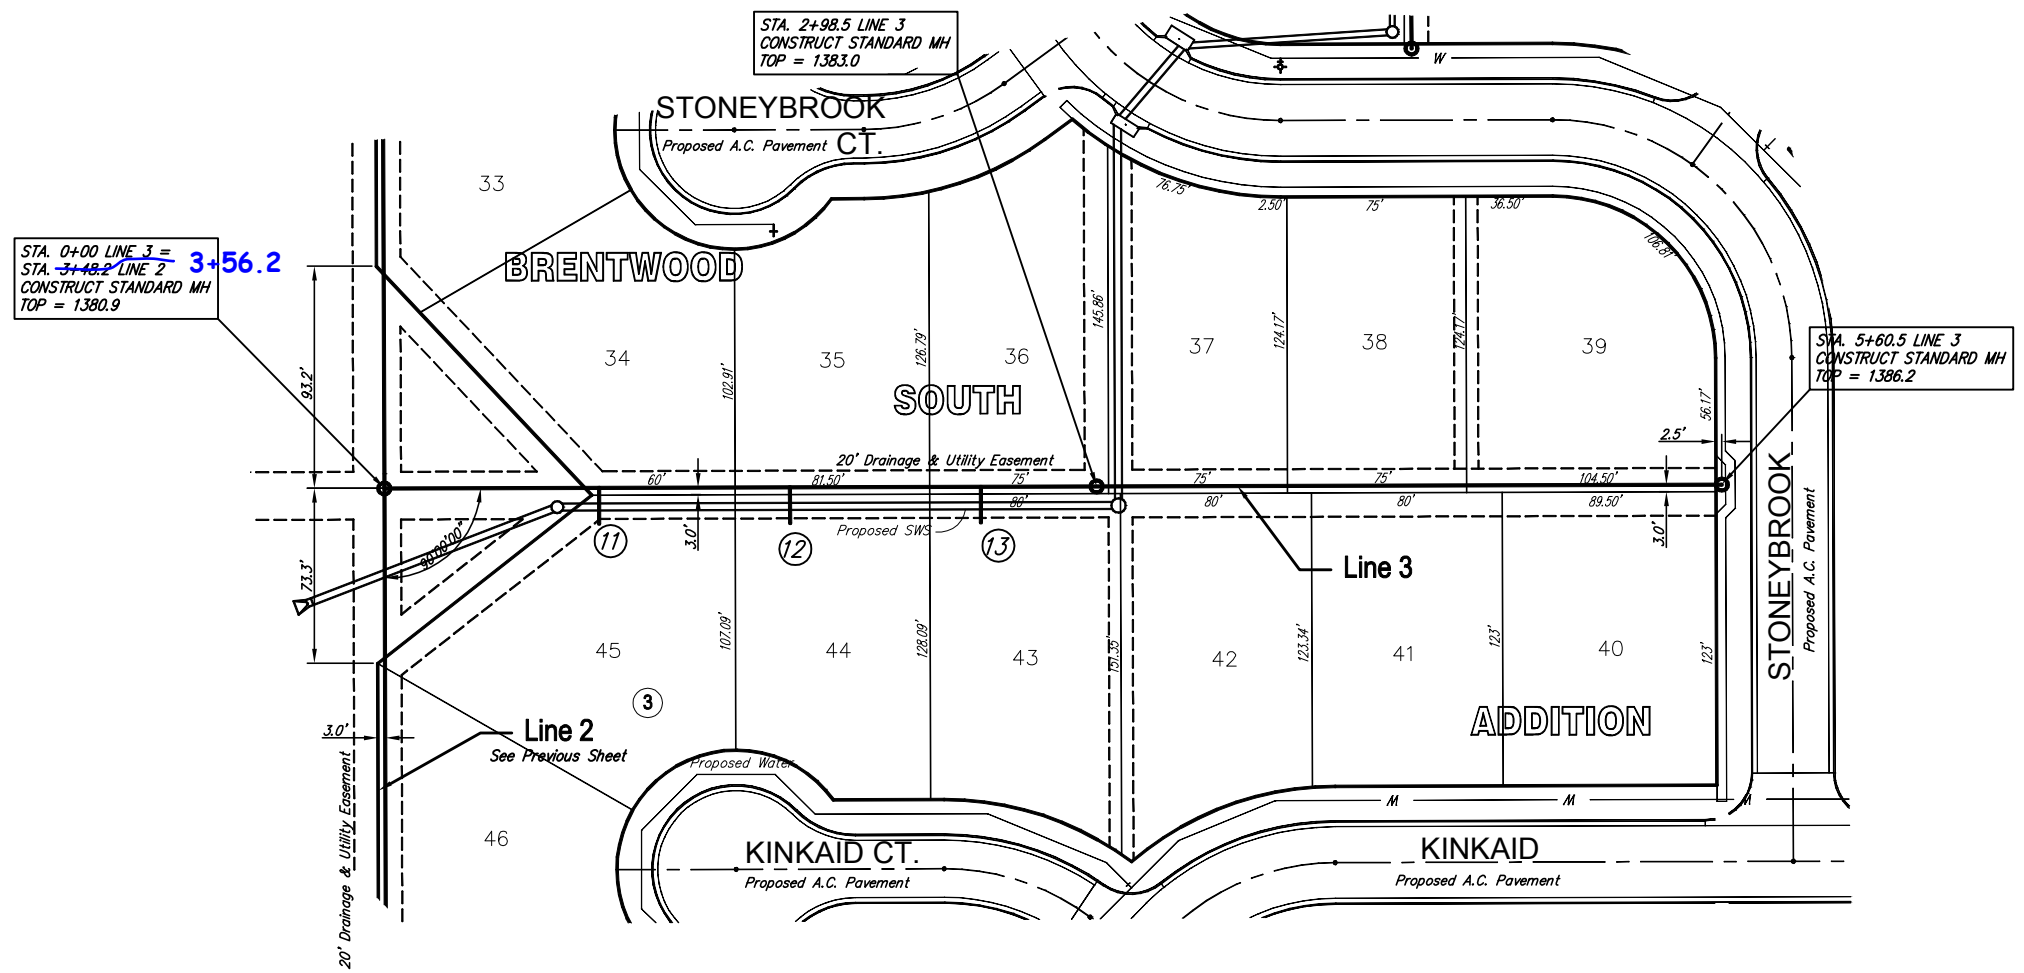 STA. 2+98.5 LINE 3
CONSTRUCT STANDARD MH
TOP = 1383.0
W
STONEYBROOK
CT.
Proposed A.C. Pavement
33
76.75'
2.50'
75'
36.50'
106.81'
STA. 0+00 LINE 3 =
STA. 3+48.2 LINE 2
3+56.2
CONSTRUCT STANDARD MH
TOP = 1380.9
BRENTWOOD
STA. 5+60.5 LINE 3
CONSTRUCT STANDARD MH
TOP = 1386.2
93.2'
34
102.91'
35
126.79'
36
145.86'
37
124.17'
38
124.17'
39
56.17'
SOUTH
2.5'
20' Drainage & Utility Easement
60'
81.50'
75'
75'
75'
104.50'
80'
80'
80'
89.50'
Proposed SWS
3.0'
3.0'
73.3'
90°00'00"
11
12
13
Line 3
STONEYBROOK
Proposed A.C. Pavement
45
107.09'
44
128.09'
43
151.35'
42
123.34'
41
123'
40
123'
3
ADDITION
Line 2
See Previous Sheet
3.0'
20' Drainage & Utility Easement
Proposed Water
W
W
W
46
KINKAID CT.
Proposed A.C. Pavement
KINKAID
Proposed A.C. Pavement